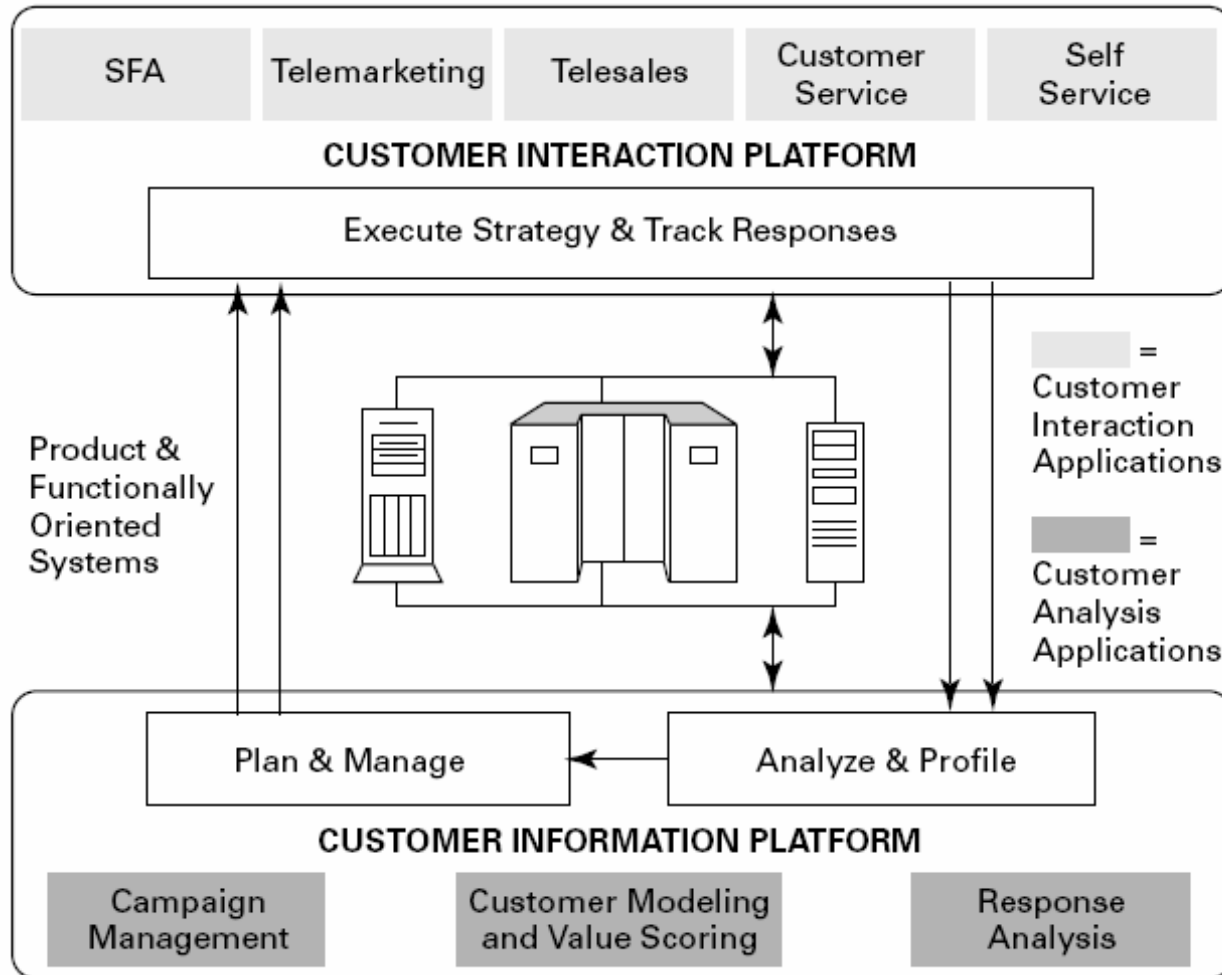 SFA
Telemarketing
Telesales
Customer
Service
Self
Service
CUSTOMER INTERACTION PLATFORM
Execute Strategy & Track Responses
Product &
Functionally
Oriented
Systems
=
Customer
Interaction
Applications
=
Customer
Analysis
Applications
Plan & Manage
Analyze & Profile
CUSTOMER INFORMATION PLATFORM
Campaign
Management
Customer Modeling
and Value Scoring
Response
Analysis